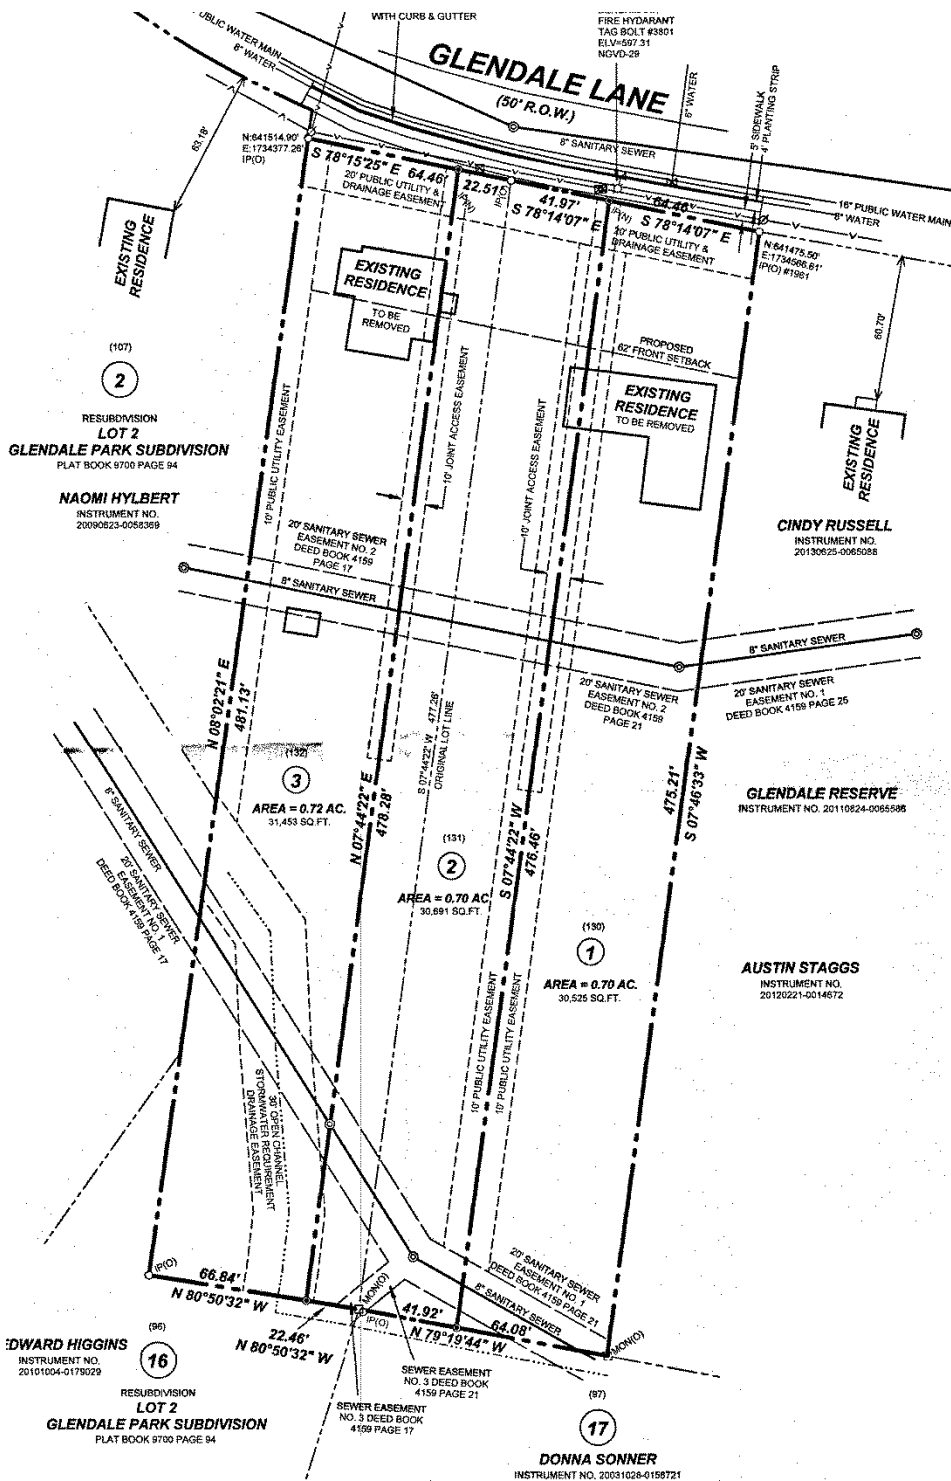 WITH CURB & GUTTER
FIRE HYDARANT
TAG BOLT #3801
ELV=597.31
NGVD-29
PUBLIC WATER MAIN
8" WATER
GLENDALE LANE
(50' R.O.W.)
6" WATER
5' SIDEWALK
4' PLANTING STRIP
8" SANITARY SEWER
63.18'
N:641514.90'
E:1734377.26'
IP(O)
S 78°15'25" E 64.46'
20' PUBLIC UTILITY &
DRAINAGE EASEMENT
IP(N)
22.51'
IP(O)
41.97'
S 78°14'07" E
IP(N)
64.46'
S 78°14'07" E
20' PUBLIC UTILITY &
DRAINAGE EASEMENT
16" PUBLIC WATER MAIN
8" WATER
N:641475.50'
E:1734566.61'
IP(O) #1961
EXISTING
RESIDENCE
EXISTING
RESIDENCE
TO BE
REMOVED
60.70'
PROPOSED
62' FRONT SETBACK
(107)
2
RESUBDIVISION
LOT 2
GLENDALE PARK SUBDIVISION
PLAT BOOK 9700 PAGE 94
EXISTING
RESIDENCE
TO BE REMOVED
EXISTING
RESIDENCE
10' PUBLIC UTILITY EASEMENT
10' JOINT ACCESS EASEMENT
10' JOINT ACCESS EASEMENT
NAOMI HYLBERT
INSTRUMENT NO.
20090623-0058369
CINDY RUSSELL
INSTRUMENT NO.
20130625-0065088
20' SANITARY SEWER
EASEMENT NO. 2
DEED BOOK 4159
PAGE 17
8" SANITARY SEWER
8" SANITARY SEWER
20' SANITARY SEWER
EASEMENT NO. 2
DEED BOOK 4159
PAGE 21
20' SANITARY SEWER
EASEMENT NO. 1
DEED BOOK 4159 PAGE 25
N 08°02'21" E
481.13'
S 07°44'22" W 477.26'
ORIGINAL LOT LINE
475.21'
S 07°46'33" W
(132)
3
AREA = 0.72 AC.
31,453 SQ.FT.
N 07°44'22" E
478.28'
S 07°44'22" W
476.46'
GLENDALE RESERVE
INSTRUMENT NO. 20110824-0065586
8" SANITARY SEWER
20' SANITARY SEWER
EASEMENT NO. 1
DEED BOOK 4159 PAGE 17
(131)
2
AREA = 0.70 AC.
30,691 SQ.FT.
(130)
1
AREA = 0.70 AC.
30,525 SQ.FT.
AUSTIN STAGGS
INSTRUMENT NO.
20120221-0014672
10' PUBLIC UTILITY EASEMENT
10' PUBLIC UTILITY EASEMENT
30' OPEN CHANNEL
STORMWATER REQUIREMENT
DRAINAGE EASEMENT
IP(O)
66.84'
N 80°50'32" W
22.46'
N 80°50'32" W
MON(O)
IP(O)
41.92'
N 79°19'44" W
64.08'
8" SANITARY SEWER
20' SANITARY SEWER
EASEMENT NO. 1
DEED BOOK 4159 PAGE 21
MON(O)
EDWARD HIGGINS
INSTRUMENT NO.
20101004-0179029
(96)
16
RESUBDIVISION
LOT 2
GLENDALE PARK SUBDIVISION
PLAT BOOK 9700 PAGE 94
SEWER EASEMENT
NO. 3 DEED BOOK
4159 PAGE 21
SEWER EASEMENT
NO. 3 DEED BOOK
4159 PAGE 17
(97)
17
DONNA SONNER
INSTRUMENT NO. 20031028-0158721